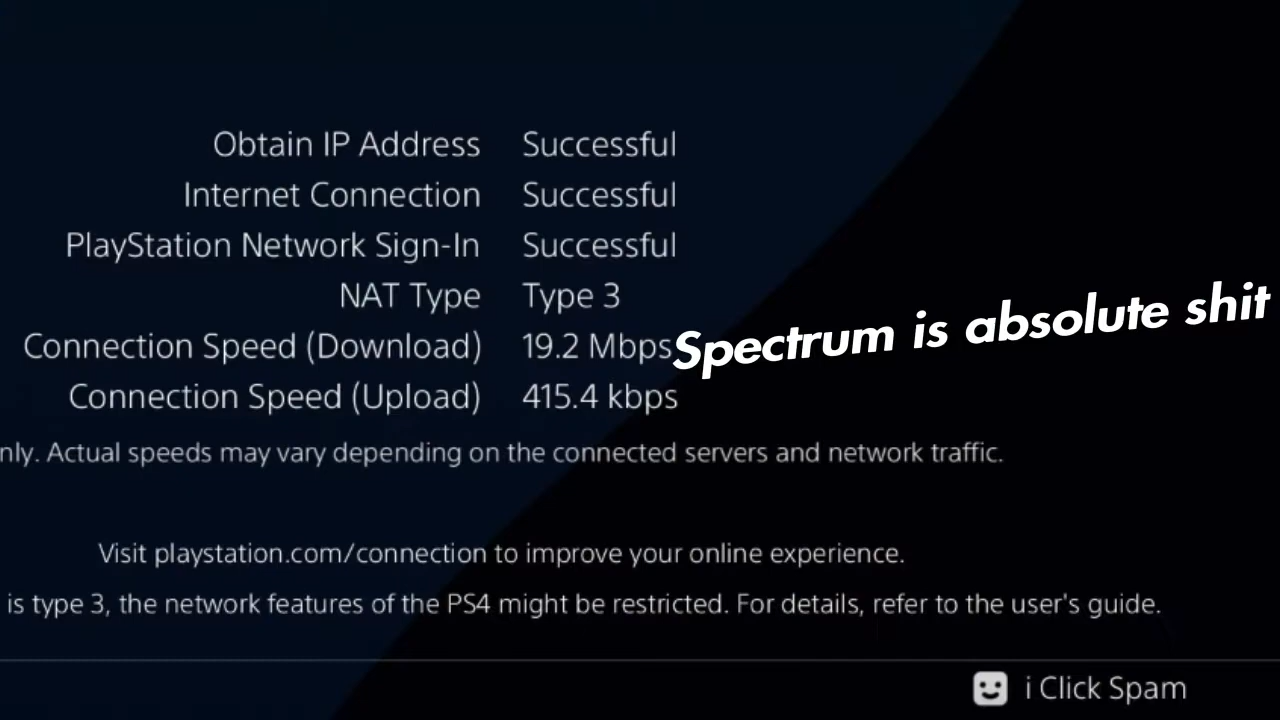 Obtain IP Address Successful
Internet Connection Successful
PlayStation Network Sign-In Successful
NAT Type Type 3
Connection Speed (Download) 19.2 Mbps
Spectrum is absolute shit
Connection Speed (Upload) 415.4 kbps
nly. Actual speeds may vary depending on the connected servers and network traffic.
Visit playstation.com/connection to improve your online experience.
is type 3, the network features of the PS4 might be restricted. For details, refer to the user's guide.
i Click Spam